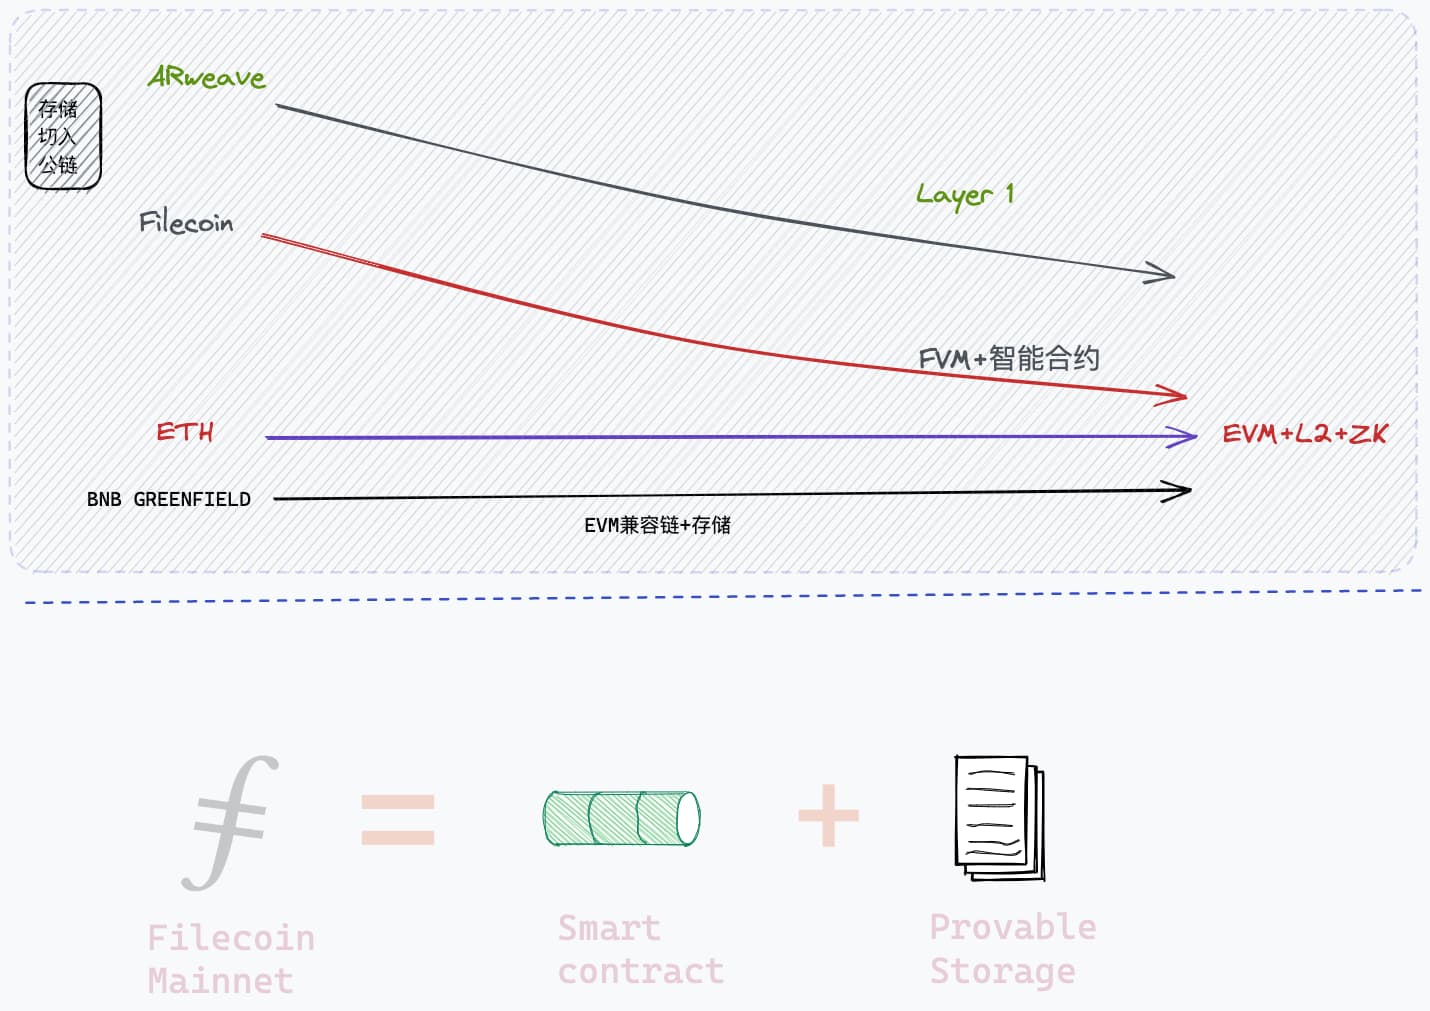 ARweave
存储
切入
公链
Layer 1
Filecoin
FVM+智能合约
ETH
EVM+L2+ZK
BNB GREENFIELD
EVM兼容链+存储
Filecoin
Mainnet
=
Smart
contract
+
Provable
Storage